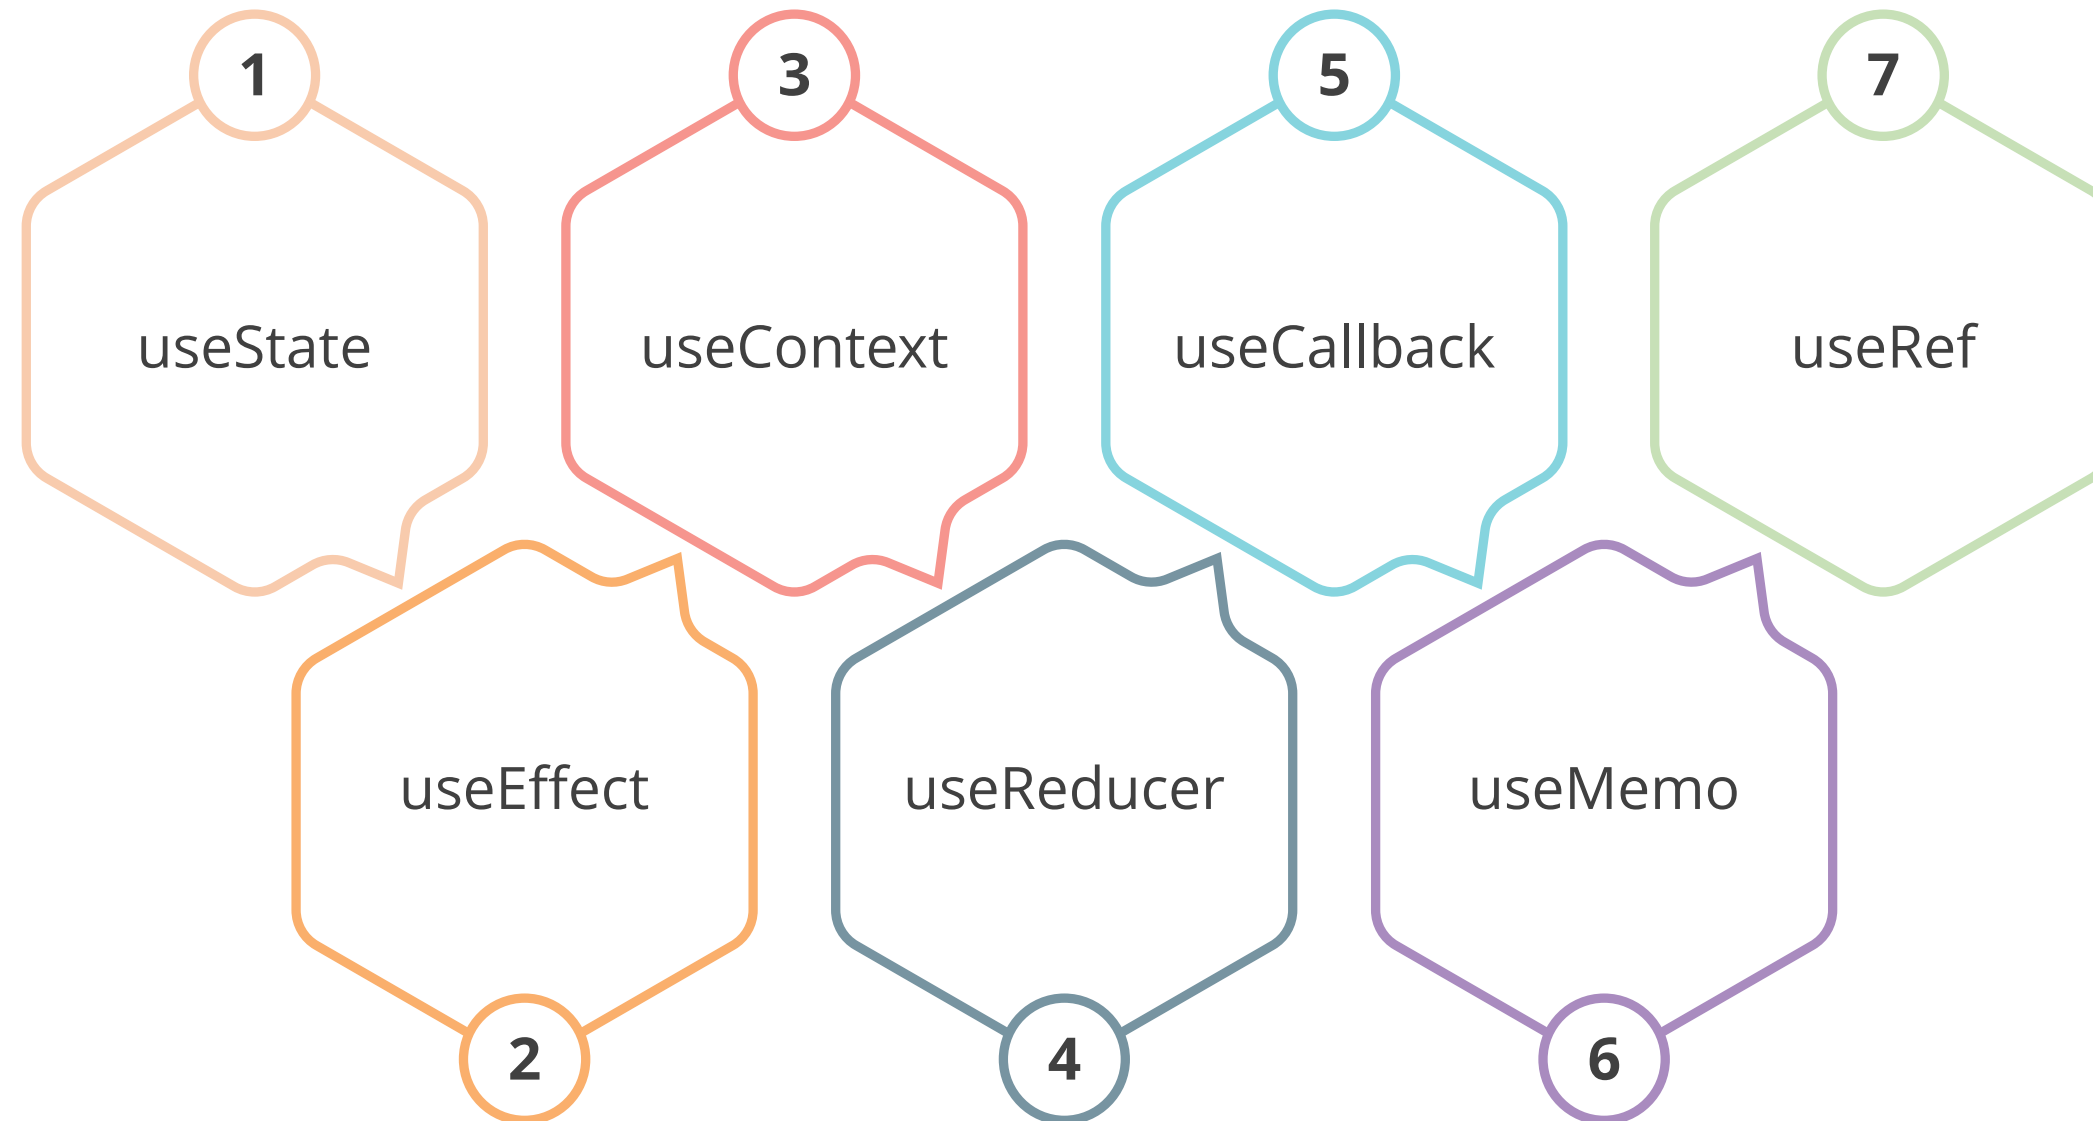 1
useState
2
useEffect
3
useContext
4
useReducer
5
useCallback
6
useMemo
7
useRef